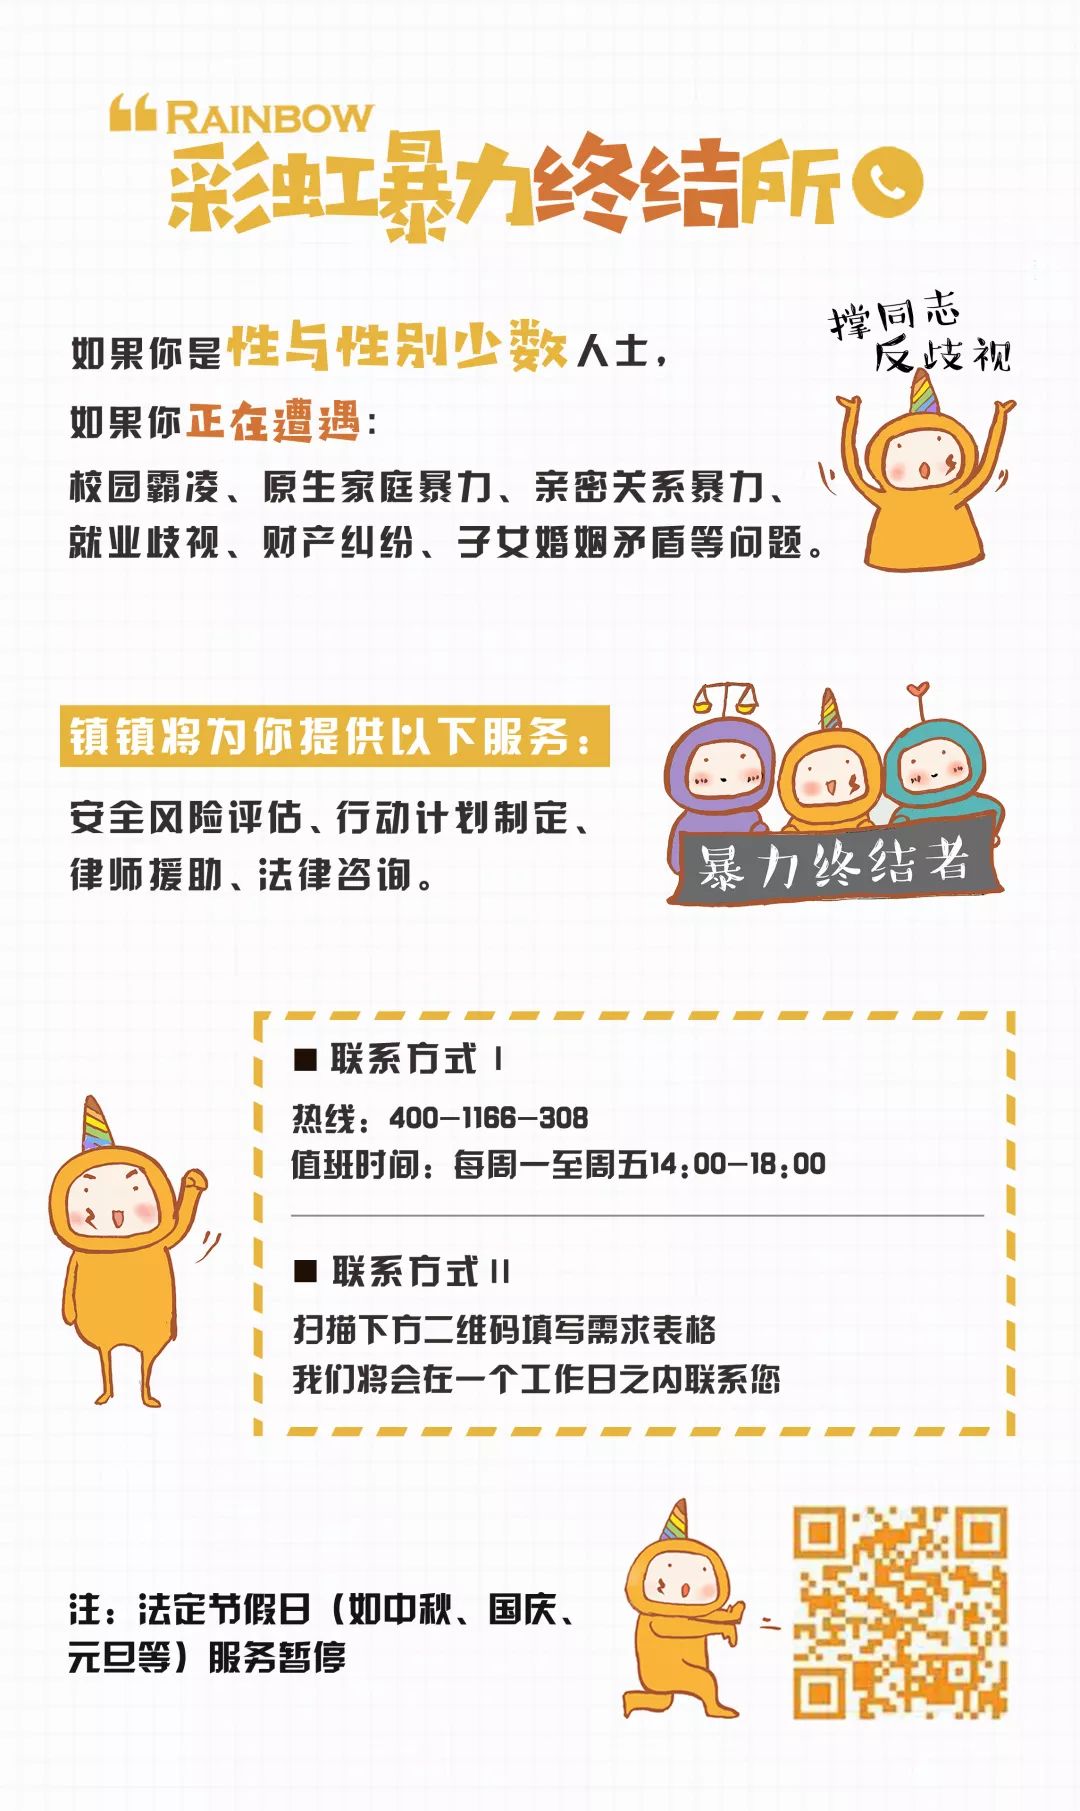 RAINBOW
彩虹暴力终结所
撑同志
反歧视
如果你是性与性别少数人士，
如果你正在遭遇：
校园霸凌、原生家庭暴力、亲密关系暴力、
就业歧视、财产纠纷、子女婚姻矛盾等问题。
镇镇将为你提供以下服务：
安全风险评估、行动计划制定、
律师援助、法律咨询。
暴力终结者
■ 联系方式 I
热线：400-1166-308
值班时间：每周一至周五14:00-18:00
■ 联系方式 II
扫描下方二维码填写需求表格
我们将会在一个工作日之内联系您
注：法定节假日（如中秋、国庆、
元旦等）服务暂停